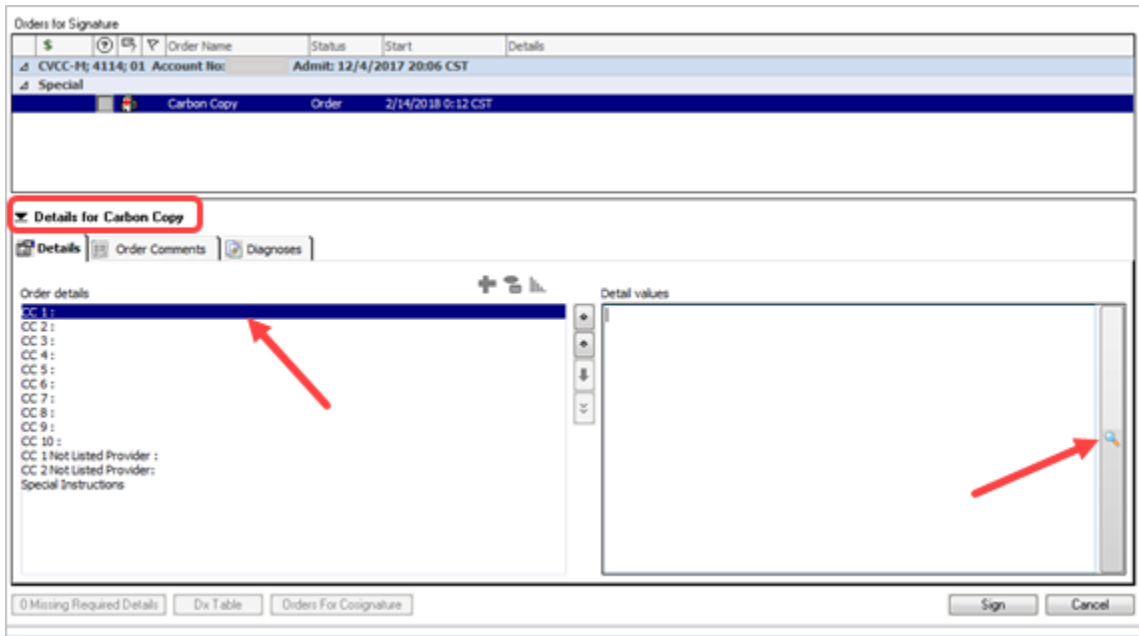 Orders for Signature
$ Order Name Status Start Details
CVCC-M; 4114; 01 Account No: Admit: 12/4/2017 20:06 CST
Special
Carbon Copy Order 2/14/2018 0:12 CST
Details for Carbon Copy
Details Order Comments Diagnoses
Order details Detail values
CC 1 :
CC 2 :
CC 3 :
CC 4 :
CC 5 :
CC 6 :
CC 7 :
CC 8 :
CC 9 :
CC 10 :
CC 1 Not Listed Provider :
CC 2 Not Listed Provider:
Special Instructions
0 Missing Required Details Dx Table Orders For Cosignature Sign Cancel